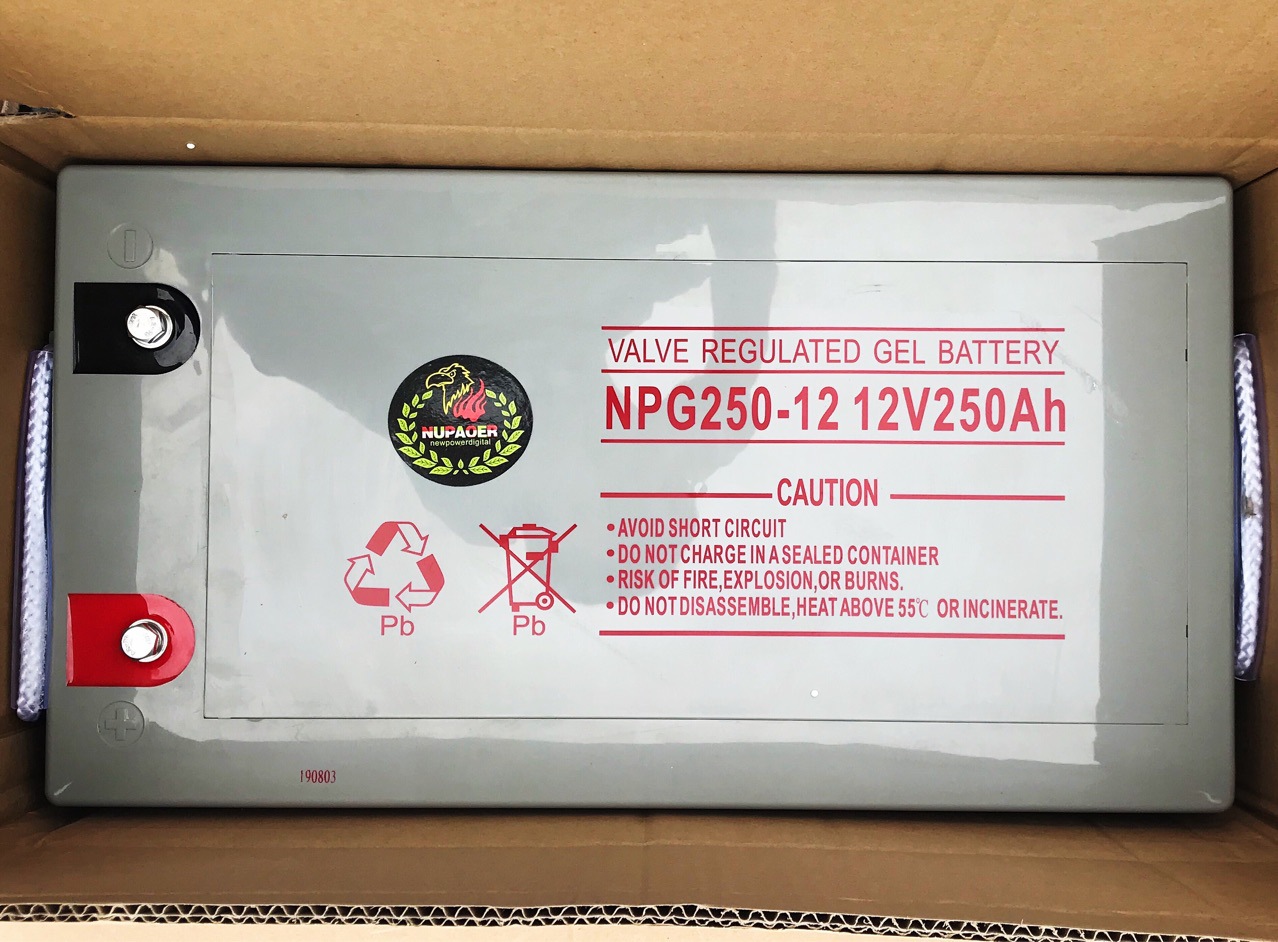 VALVE REGULATED GEL BATTERY
NPG250-12 12V250Ah
NUPAOER
newpowerdigital
CAUTION
•AVOID SHORT CIRCUIT
•DO NOT CHARGE IN A SEALED CONTAINER
•RISK OF FIRE,EXPLOSION,OR BURNS.
•DO NOT DISASSEMBLE,HEAT ABOVE 55℃ OR INCINERATE.
Pb
Pb
190803